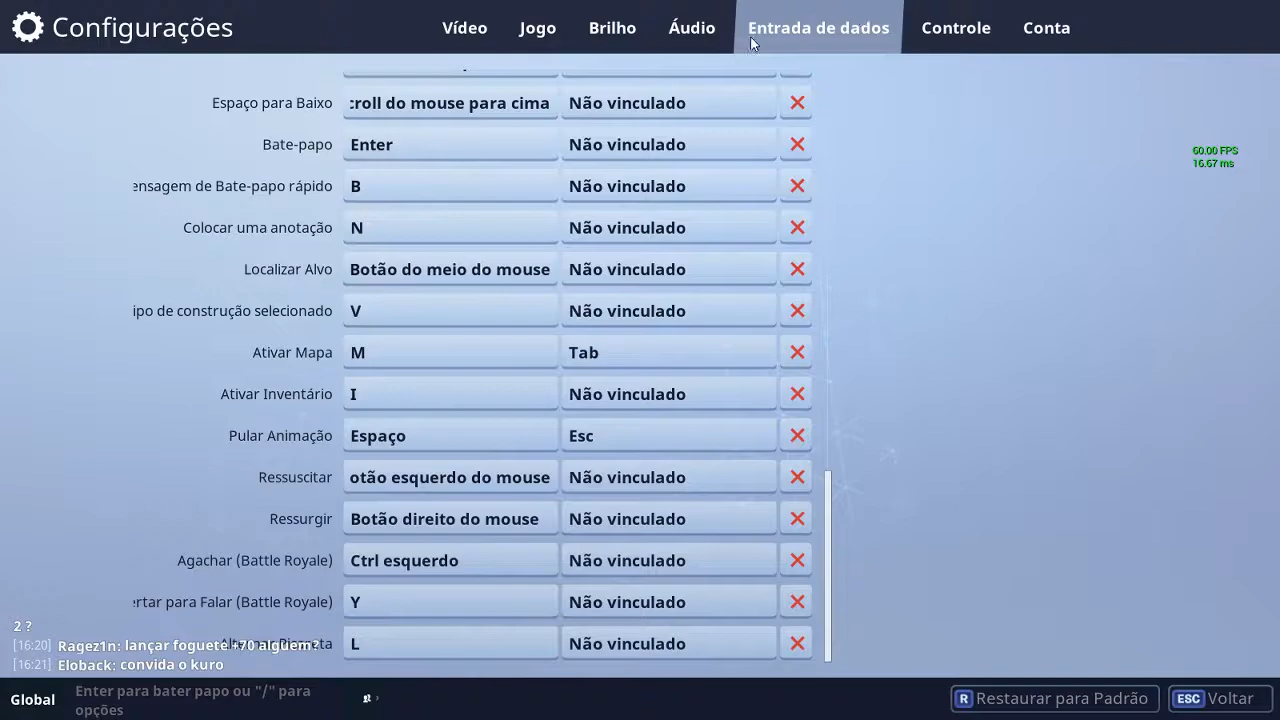 Configurações
Vídeo Jogo Brilho Áudio Entrada de dados Controle Conta
Espaço para Baixo croll do mouse para cima Não vinculado
Bate-papo Enter Não vinculado
ensagem de Bate-papo rápido B Não vinculado
Colocar uma anotação N Não vinculado
Localizar Alvo Botão do meio do mouse Não vinculado
ipo de construção selecionado V Não vinculado
Ativar Mapa M Tab
Ativar Inventário I Não vinculado
Pular Animação Espaço Esc
Ressuscitar otão esquerdo do mouse Não vinculado
Ressurgir Botão direito do mouse Não vinculado
Agachar (Battle Royale) Ctrl esquerdo Não vinculado
ertar para Falar (Battle Royale) Y Não vinculado
L Não vinculado
60.00 FPS
16.67 ms
2 ?
[16:20] Ragez1n: lançar foguete +70 alguem?
[16:21] Eloback: convida o kuro
Global Enter para bater papo ou "/" para
opções
R Restaurar para Padrão ESC Voltar